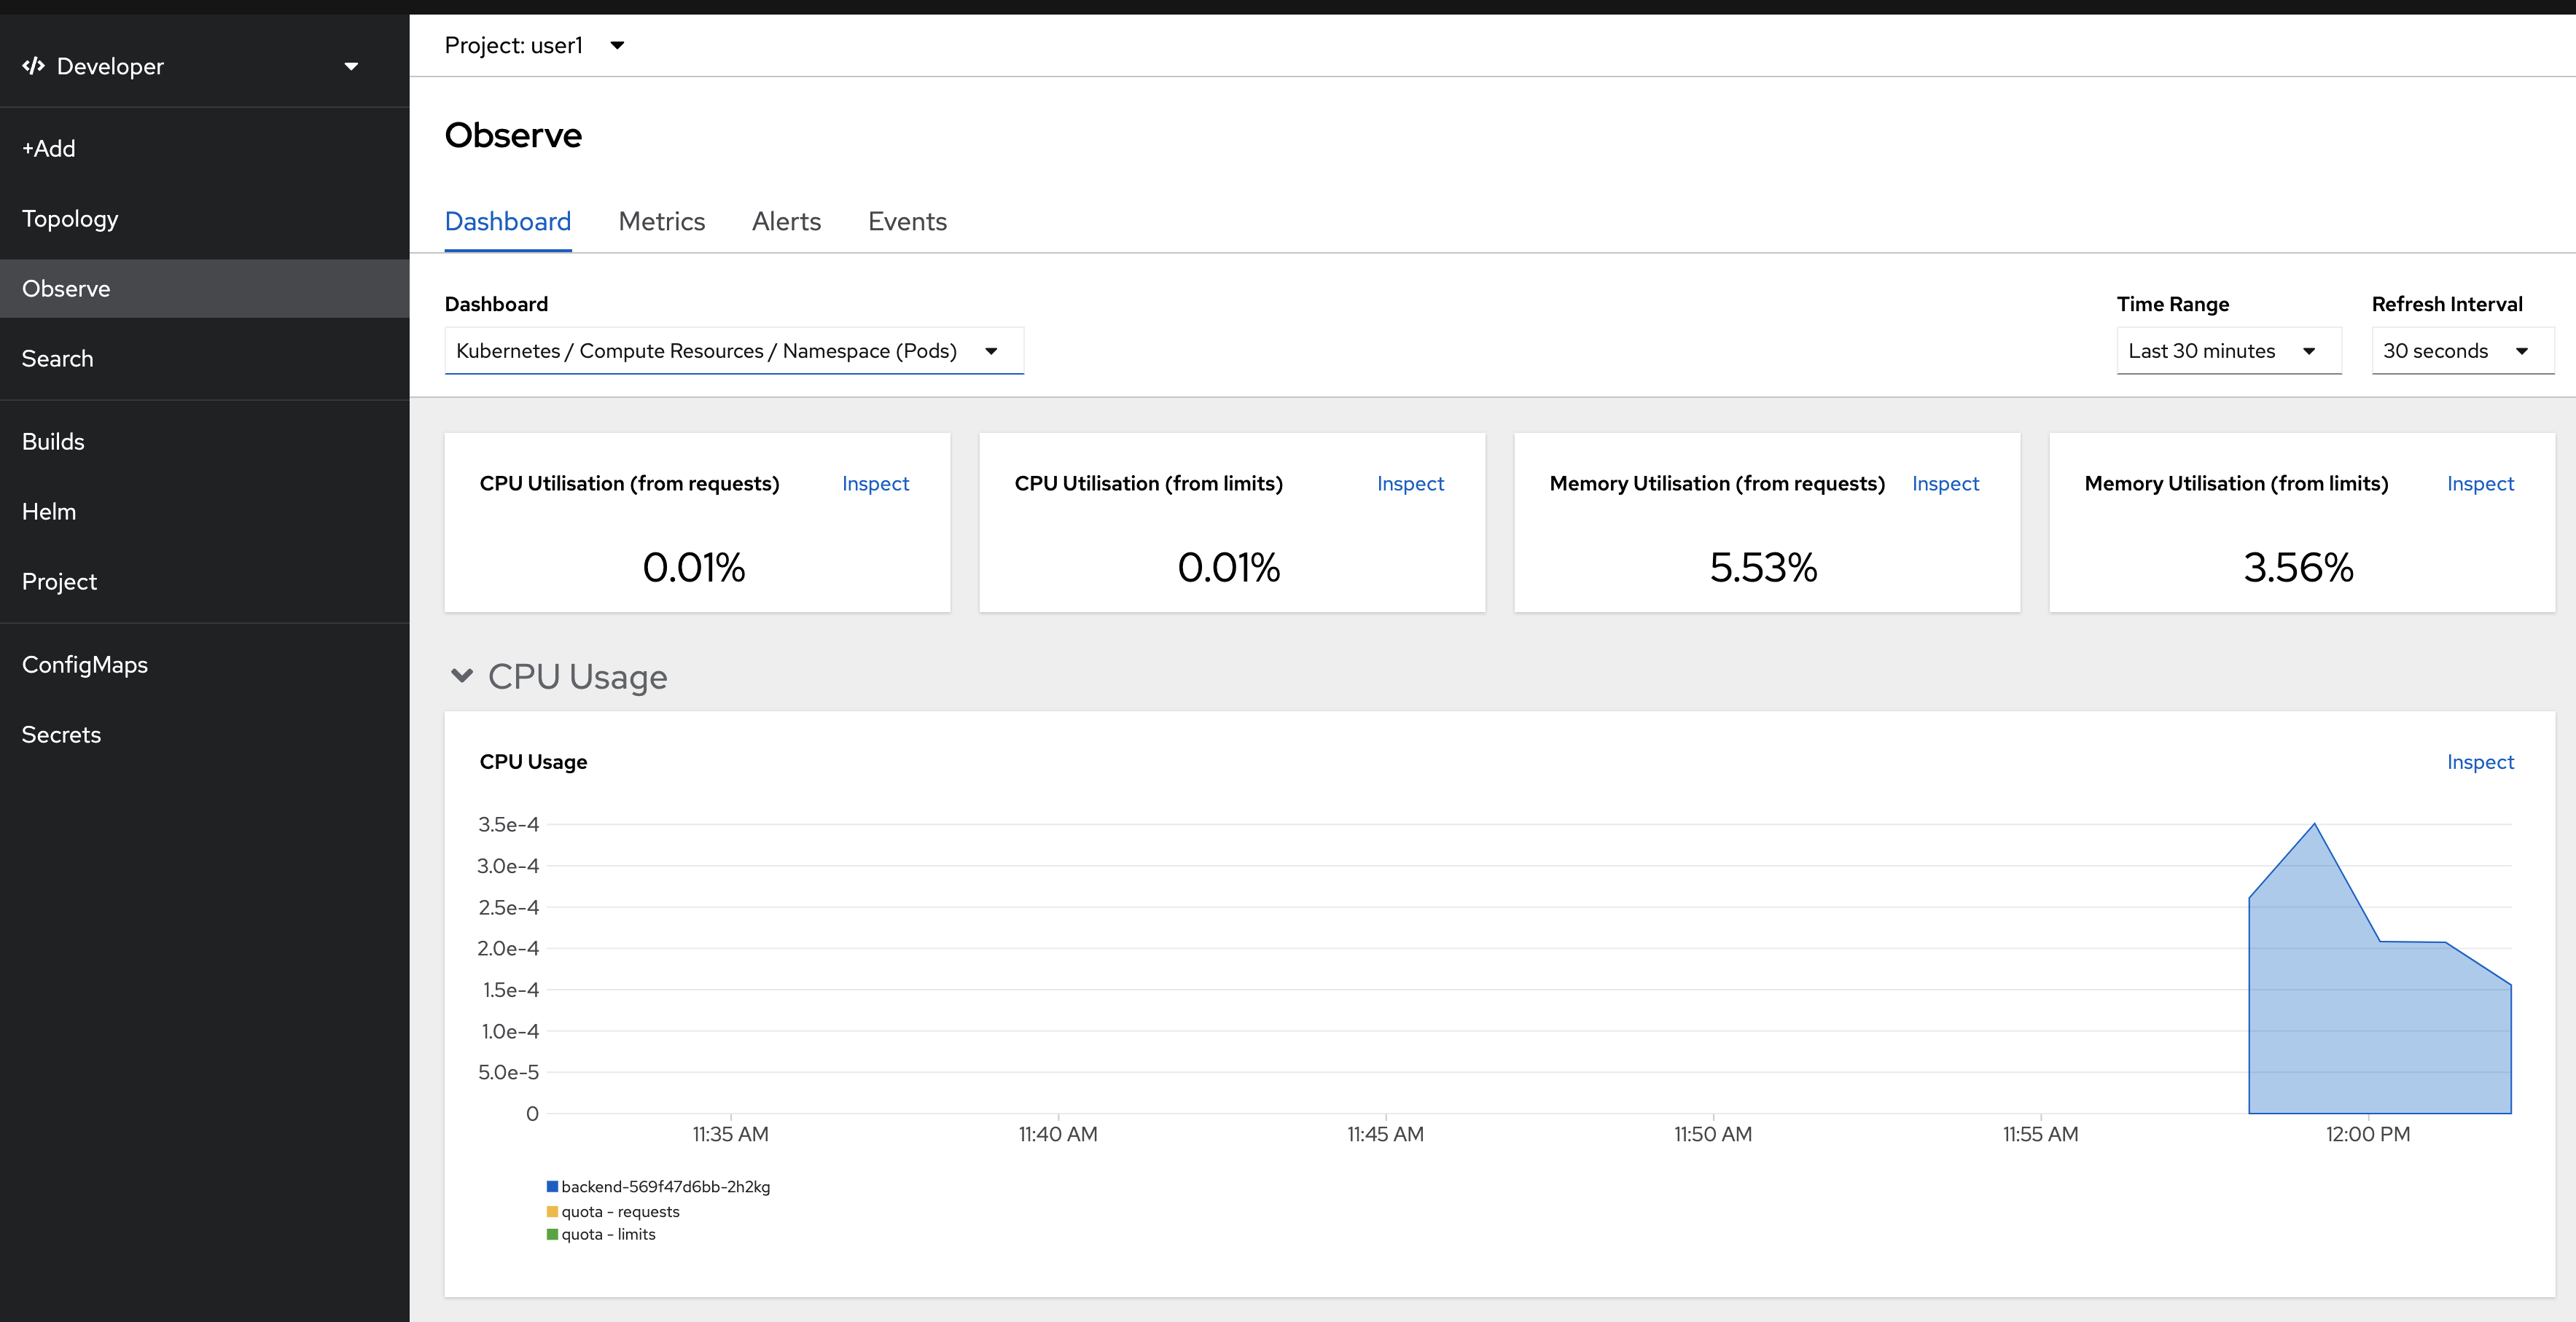 Developer
+Add
Topology
Observe
Search
Builds
Helm
Project
ConfigMaps
Secrets
Project: user1
Observe
Dashboard Metrics Alerts Events
Dashboard
Kubernetes / Compute Resources / Namespace (Pods)
Time Range
Last 30 minutes
Refresh Interval
30 seconds
CPU Utilisation (from requests) Inspect
0.01%
CPU Utilisation (from limits) Inspect
0.01%
Memory Utilisation (from requests) Inspect
5.53%
Memory Utilisation (from limits) Inspect
3.56%
CPU Usage
CPU Usage Inspect
3.5e-4
3.0e-4
2.5e-4
2.0e-4
1.5e-4
1.0e-4
5.0e-5
0
11:35 AM 11:40 AM 11:45 AM 11:50 AM 11:55 AM 12:00 PM
backend-569f47d6bb-2h2kg
quota - requests
quota - limits